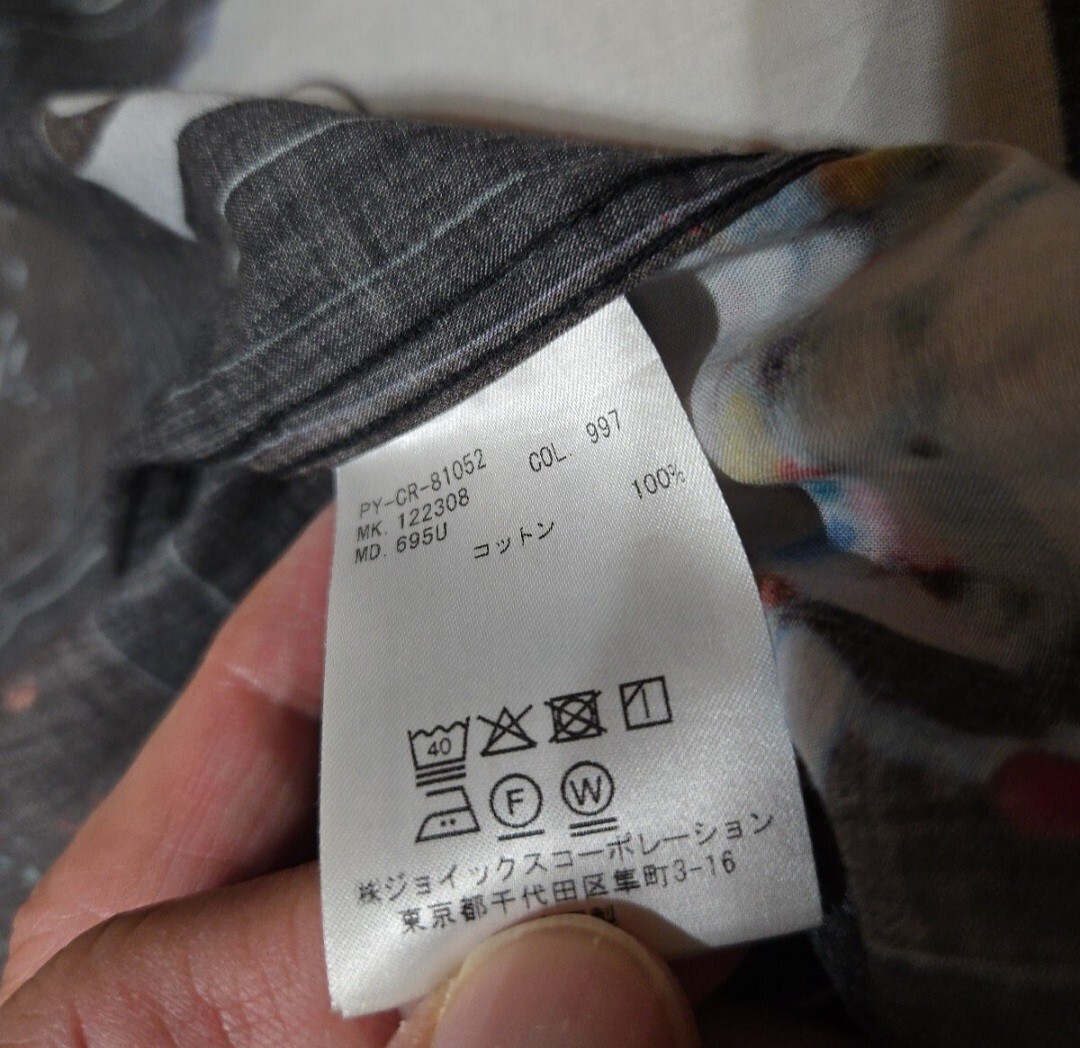 PY-CR-81052 COL. 997
MK. 122308
MD. 695U
コットン 100%
40
F W
㈱ジョイックスコーポレーション
東京都千代田区隼町3-16
製